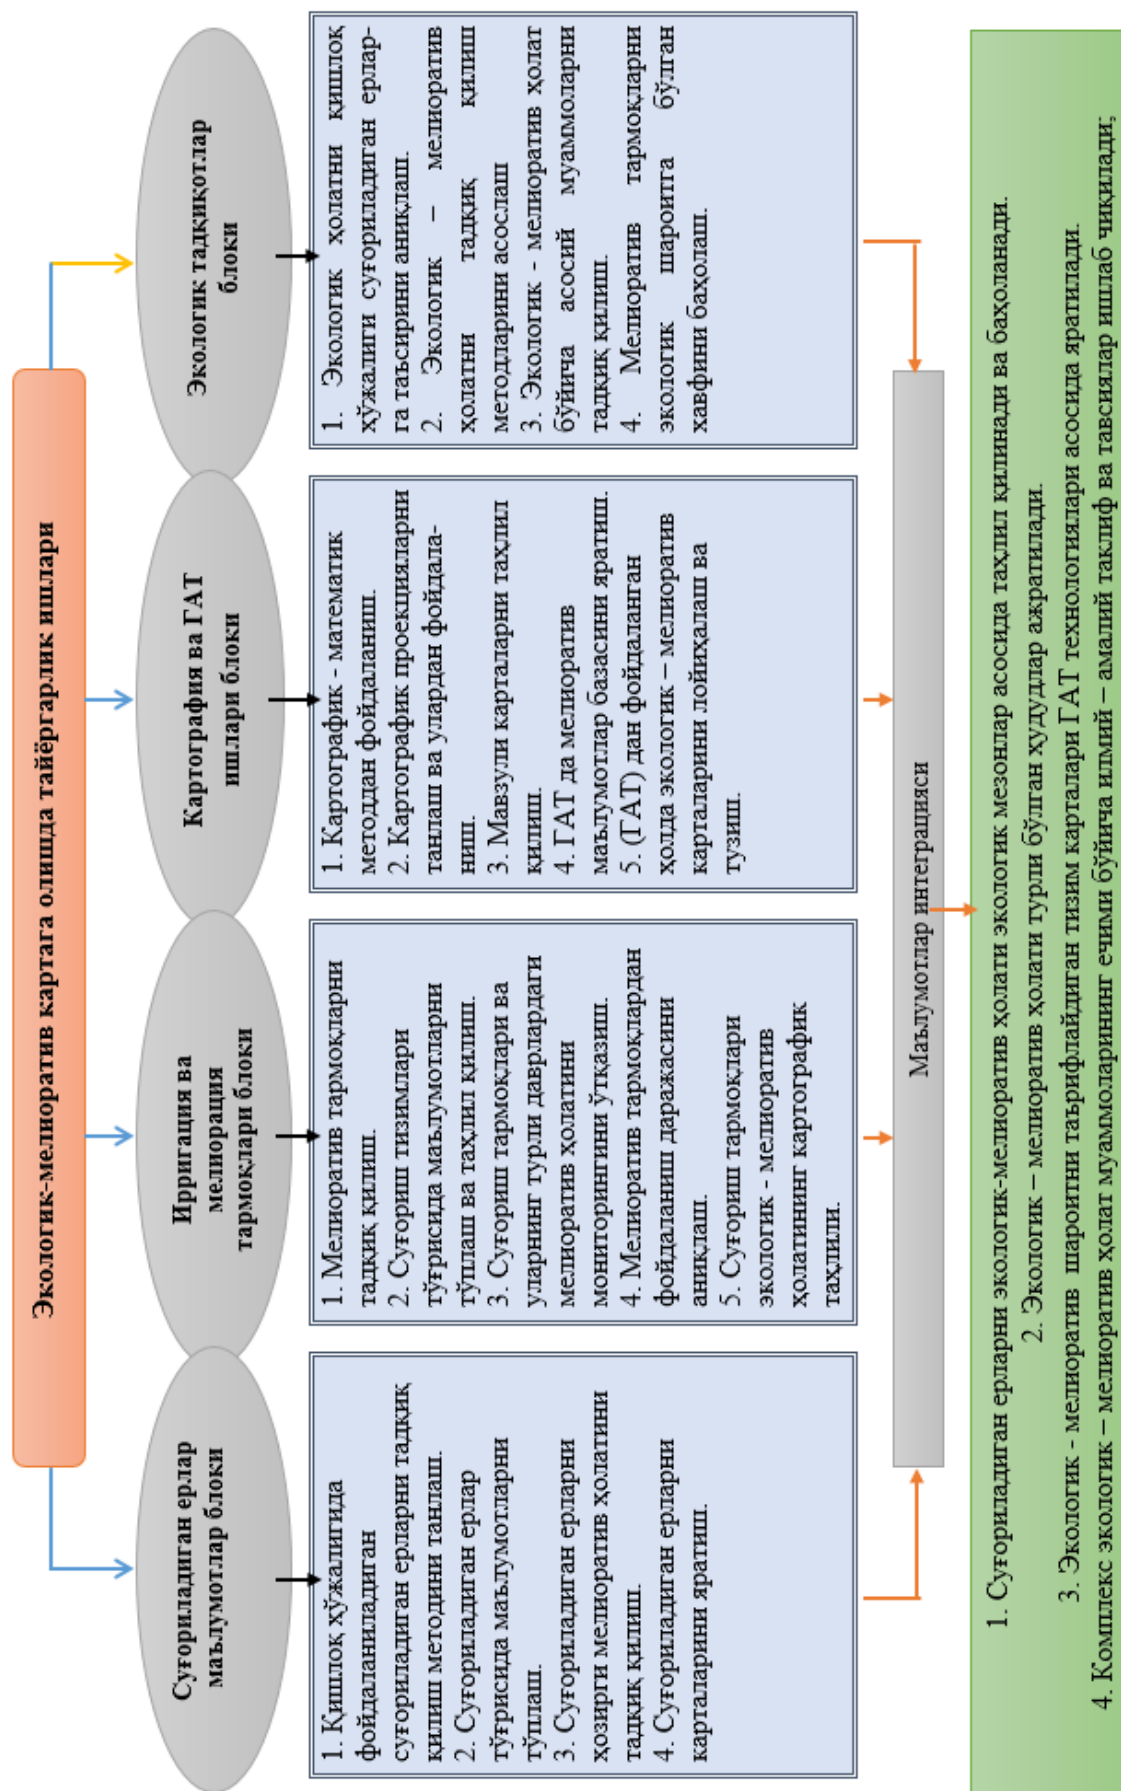 Экологик-мелиоратив картага олишда тайёргарлик ишлари
Суғориладиган ерлар
маълумотлар блоки
Ирригация ва
мелиорация
тармоқлари блоки
Картография ва ГАТ
ишлари блоки
Экологик тадқиқотлар
блоки
1. Қишлоқ хўжалигида
фойдаланиладиган
суғориладиган ерларни тадқиқ
қилиш методини танлаш.
2. Суғориладиган ерлар
тўғрисида маълумотларни
тўплаш.
3. Суғориладиган ерларни
ҳозирги мелиоратив ҳолатини
тадқиқ қилиш.
4. Суғориладиган ерларни
карталарини яратиш.
1. Мелиоратив тармоқларни
тадқиқ қилиш.
2. Суғориш тизимлари
тўғрисида маълумотларни
тўплаш ва таҳлил қилиш.
3. Суғориш тармоқлари ва
уларнинг турли даврлардаги
мелиоратив ҳолатини
мониторингини ўтказиш.
4. Мелиоратив тармоқлардан
фойдаланиш даражасини
аниқлаш.
5. Суғориш тармоқлари
экологик - мелиоратив
ҳолатининг картографик
таҳлили.
1. Картографик - математик
методдан фойдаланиш.
2. Картографик проекцияларни
танлаш ва улардан фойдала-
ниш.
3. Мавзули карталарни таҳлил
қилиш.
4. ГАТ да мелиоратив
маълумотлар базасини яратиш.
5. (ГАТ) дан фойдаланган
ҳолда экологик – мелиоратив
карталарини лойиҳалаш ва
тузиш.
1. Экологик ҳолатни қишлоқ
хўжалиги суғориладиган ерлар-
га таъсирини аниқлаш.
2. Экологик – мелиоратив
ҳолатни тадқиқ қилиш
методларини асослаш
3. Экологик - мелиоратив ҳолат
бўйича асосий муаммоларни
тадқиқ қилиш.
4. Мелиоратив тармоқларни
экологик шароитга бўлган
хавфини баҳолаш.
Маълумотлар интеграцияси
1. Суғориладиган ерларни экологик-мелиоратив ҳолати экологик мезонлар асосида таҳлил қилинади ва баҳоланади.
2. Экологик – мелиоратив ҳолати турли бўлган ҳудудлар ажратилади.
3. Экологик - мелиоратив шароитни таърифлайдиган тизим карталари ГАТ технологиялари асосида яратилади.
4. Комплекс экологик – мелиоратив ҳолат муаммоларининг ечими бўйича илмий – амалий таклиф ва тавсиялар ишлаб чиқилади;